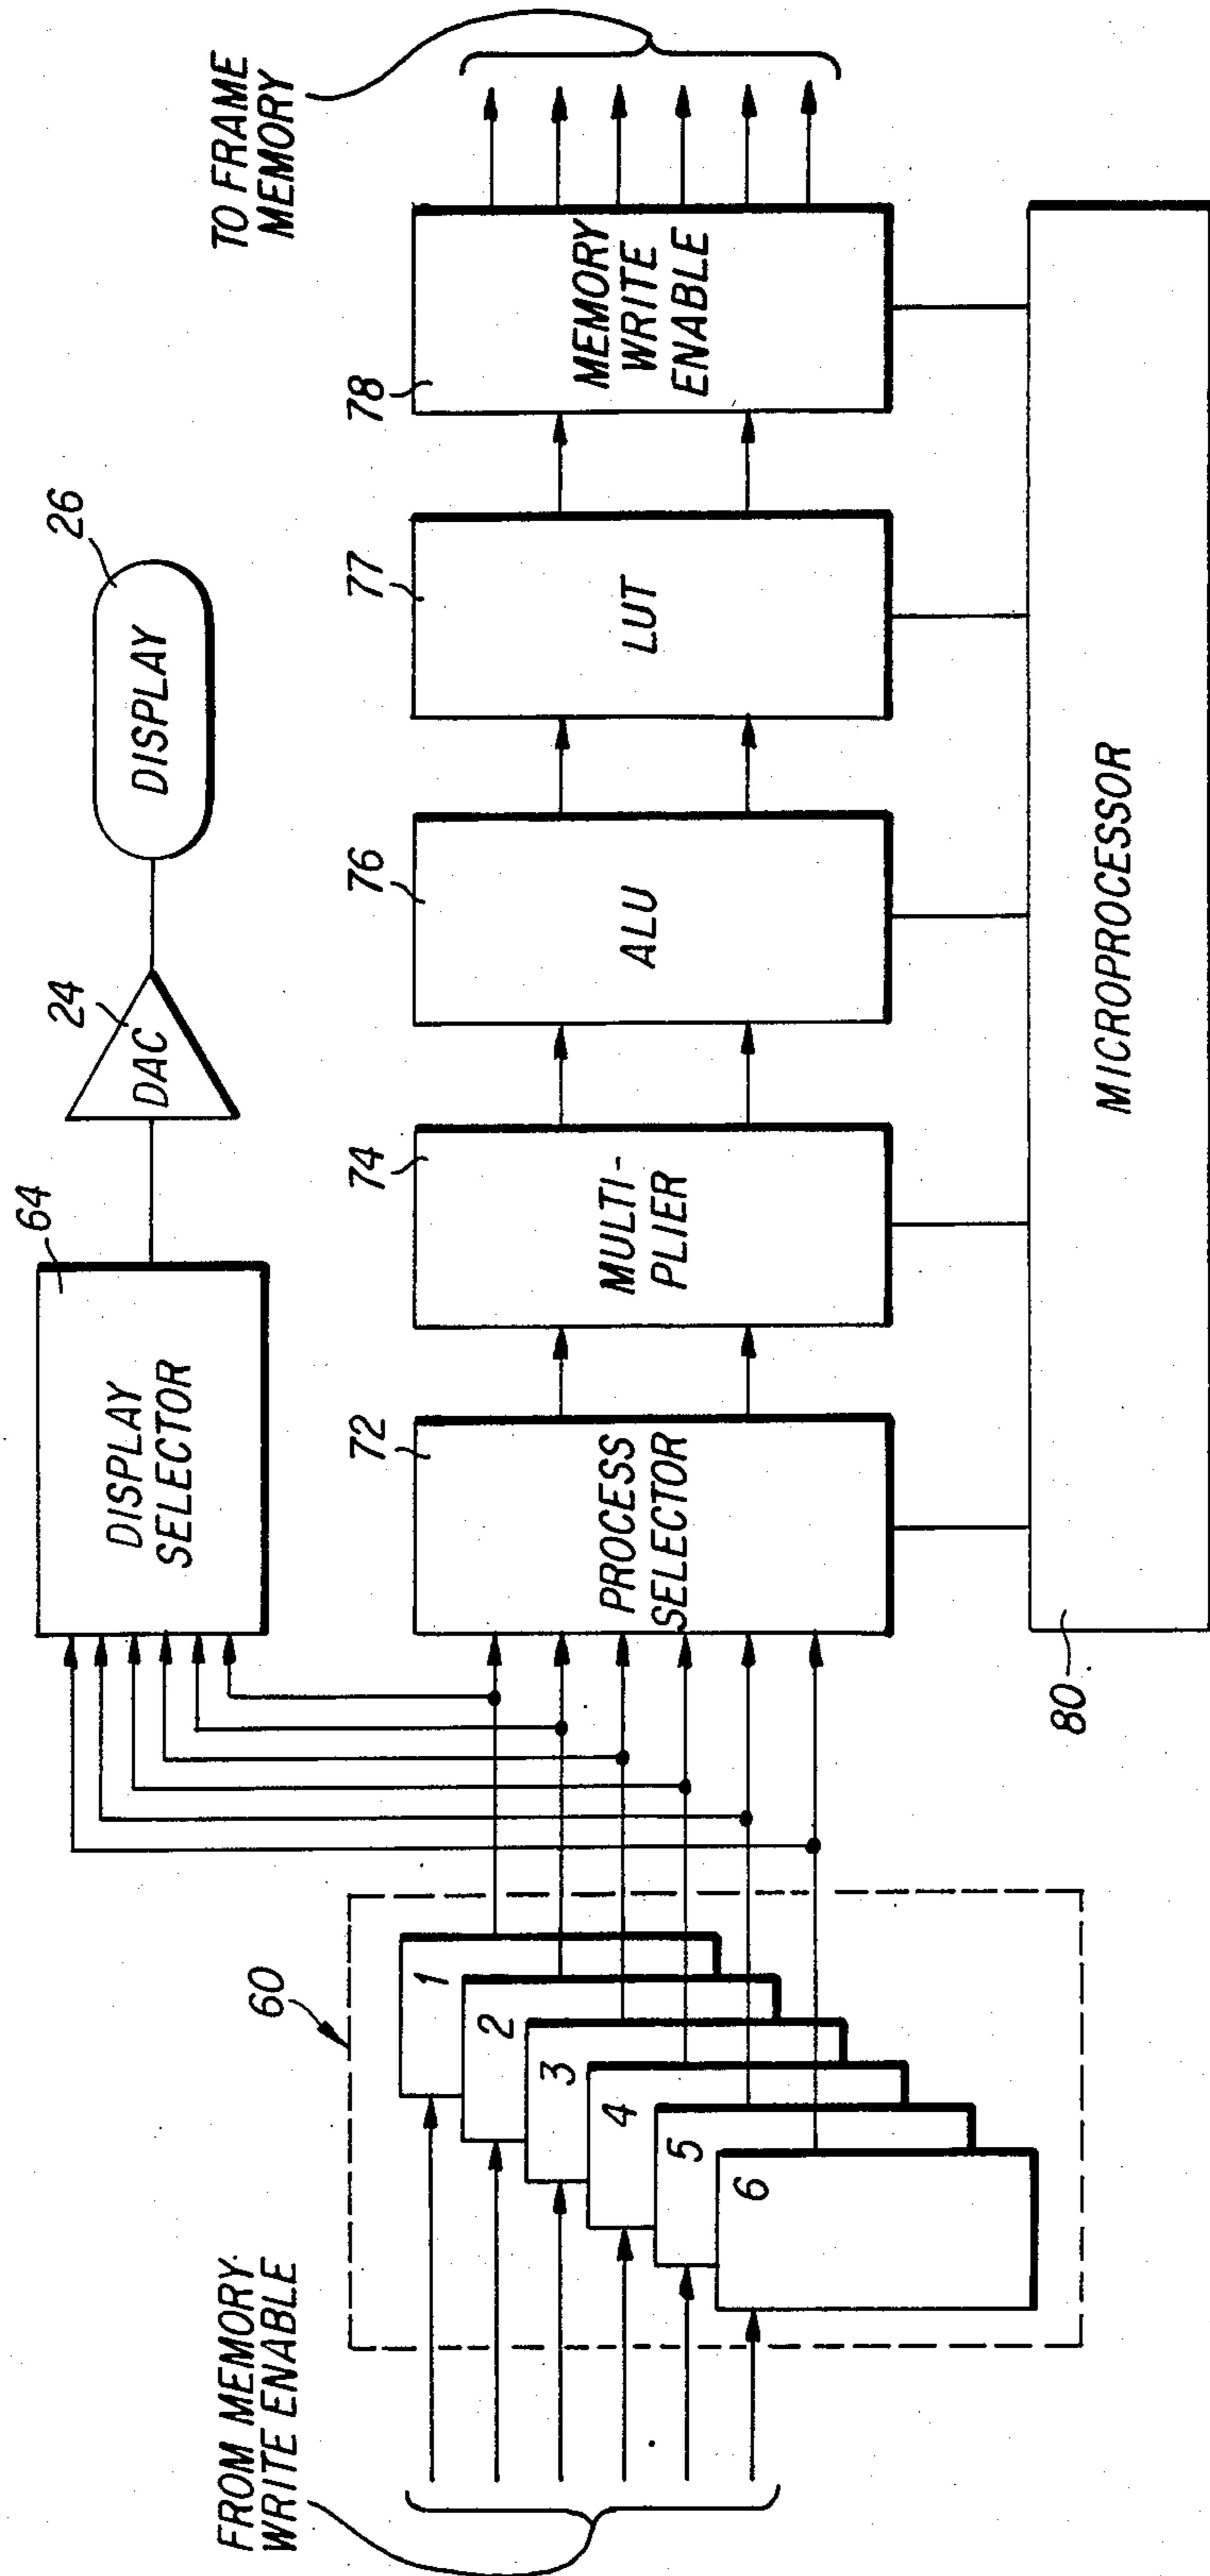 FROM MEMORY
WRITE ENABLE
60
1
2
3
4
5
6
64
DISPLAY
SELECTOR
24
DAC
26
DISPLAY
72
PROCESS
SELECTOR
74
MULTI-
PLIER
76
ALU
77
LUT
78
MEMORY
WRITE
ENABLE
TO FRAME
MEMORY
80
MICROPROCESSOR